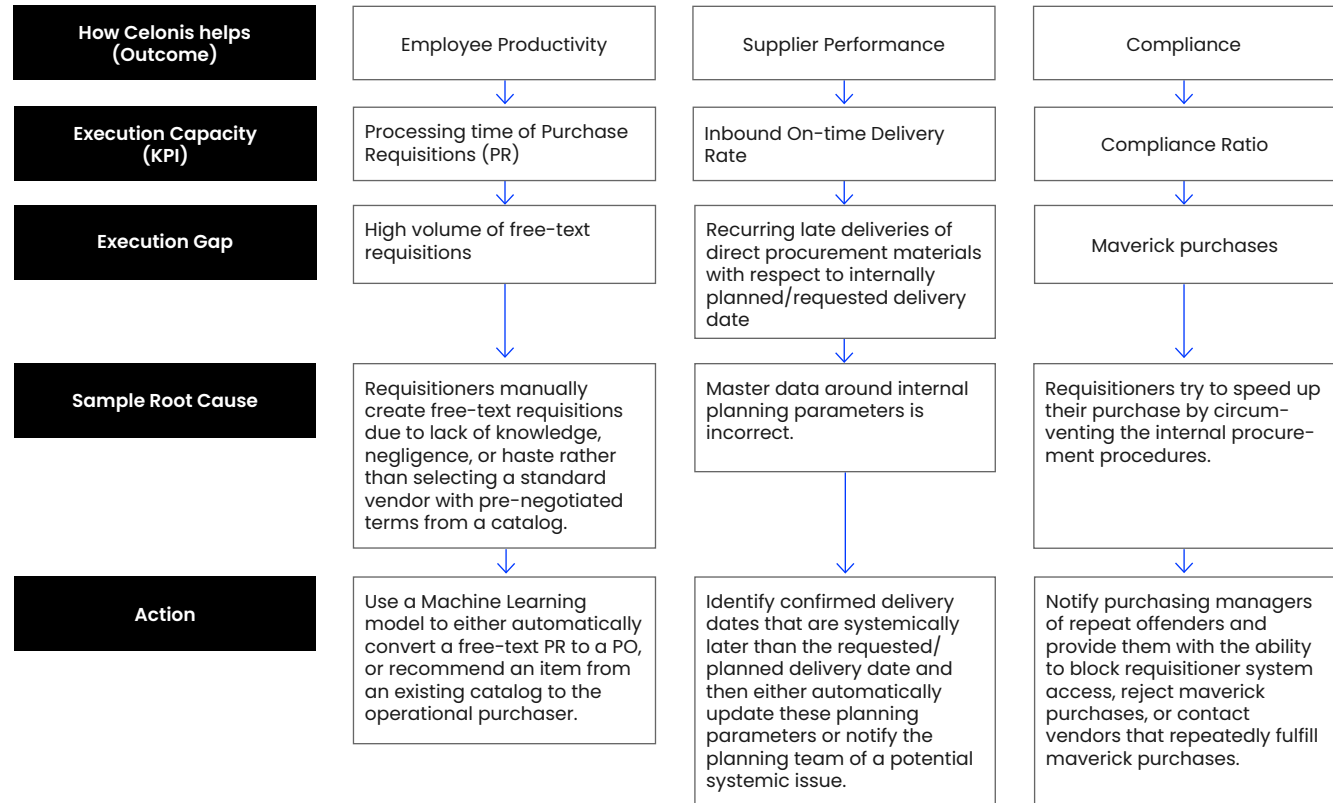 How Celonis helps
(Outcome)
Employee Productivity
Supplier Performance
Compliance
Execution Capacity
(KPI)
Processing time of Purchase
Requisitions (PR)
Inbound On-time Delivery
Rate
Compliance Ratio
Execution Gap
High volume of free-text
requisitions
Recurring late deliveries of
direct procurement materials
with respect to internally
planned/requested delivery
date
Maverick purchases
Sample Root Cause
Requisitioners manually
create free-text requisitions
due to lack of knowledge,
negligence, or haste rather
than selecting a standard
vendor with pre-negotiated
terms from a catalog.
Master data around internal
planning parameters is
incorrect.
Requisitioners try to speed up
their purchase by circum-
venting the internal procure-
ment procedures.
Action
Use a Machine Learning
model to either automatically
convert a free-text PR to a PO,
or recommend an item from
an existing catalog to the
operational purchaser.
Identify confirmed delivery
dates that are systemically
later than the requested/
planned delivery date and
then either automatically
update these planning
parameters or notify the
planning team of a potential
systemic issue.
Notify purchasing managers
of repeat offenders and
provide them with the ability
to block requisitioner system
access, reject maverick
purchases, or contact
vendors that repeatedly fulfill
maverick purchases.